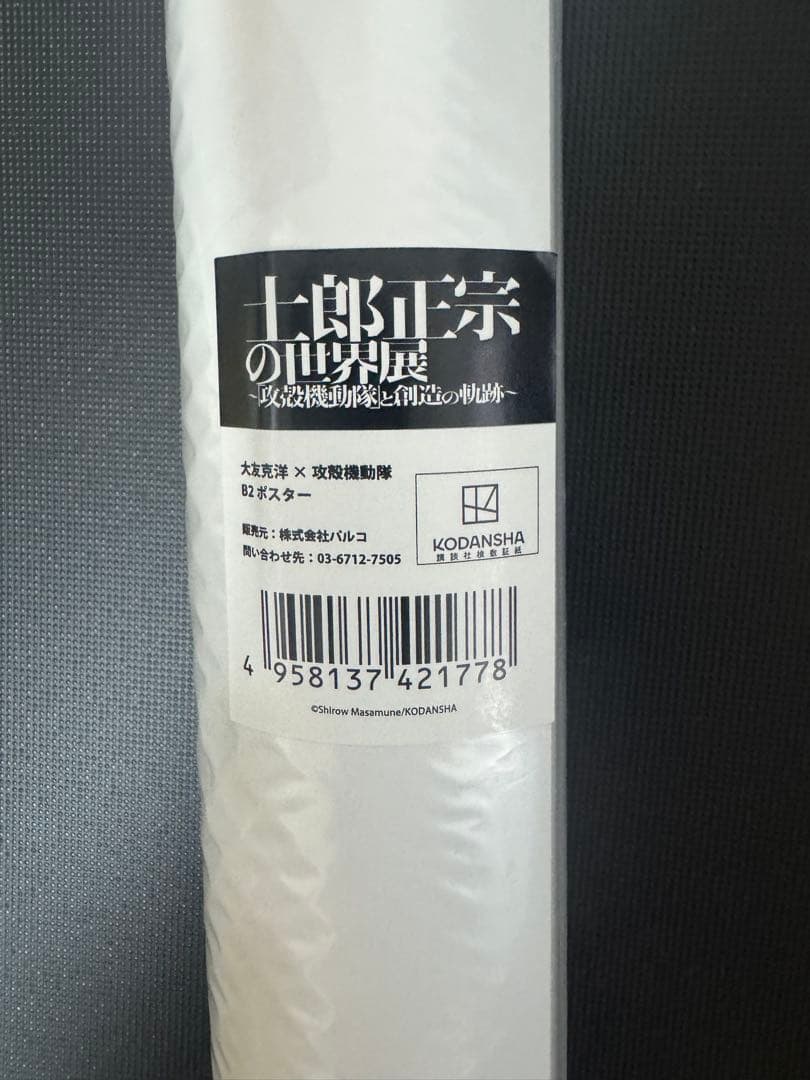 士郎正宗
の世界展
~「攻殻機動隊」と創造の軌跡~
大友克洋 × 攻殻機動隊
B2 ポスター
販売元：株式会社パルコ
問い合わせ先：03-6712-7505
KODANSHA
講談社検数証紙
4 958137 421778
©Shirow Masamune/KODANSHA